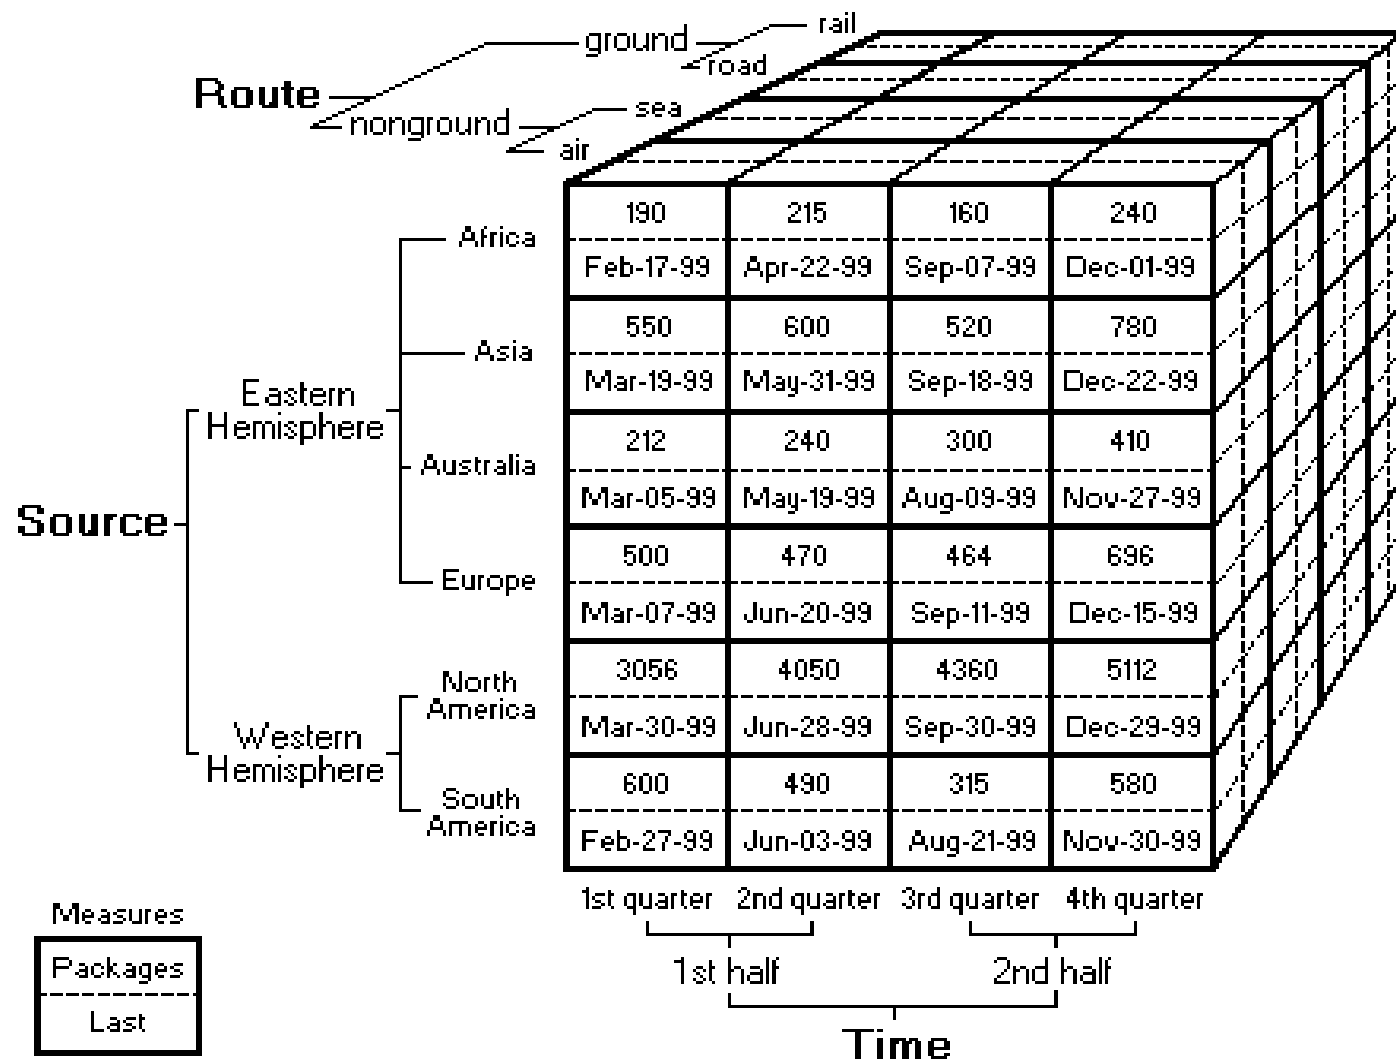 rail
ground
road
Route
sea
nonground
air
190 215 160 240
Africa
Feb-17-99 Apr-22-99 Sep-07-99 Dec-01-99
550 600 520 780
Asia
Mar-19-99 May-31-99 Sep-18-99 Dec-22-99
Eastern
Hemisphere
212 240 300 410
Australia
Mar-05-99 May-19-99 Aug-09-99 Nov-27-99
Source
500 470 464 696
Europe
Mar-07-99 Jun-20-99 Sep-11-99 Dec-15-99
3056 4050 4360 5112
North
America
Mar-30-99 Jun-28-99 Sep-30-99 Dec-29-99
Western
Hemisphere
600 490 315 580
South
America
Feb-27-99 Jun-03-99 Aug-21-99 Nov-30-99
1st quarter 2nd quarter 3rd quarter 4th quarter
Measures
Packages
Last
1st half 2nd half
Time